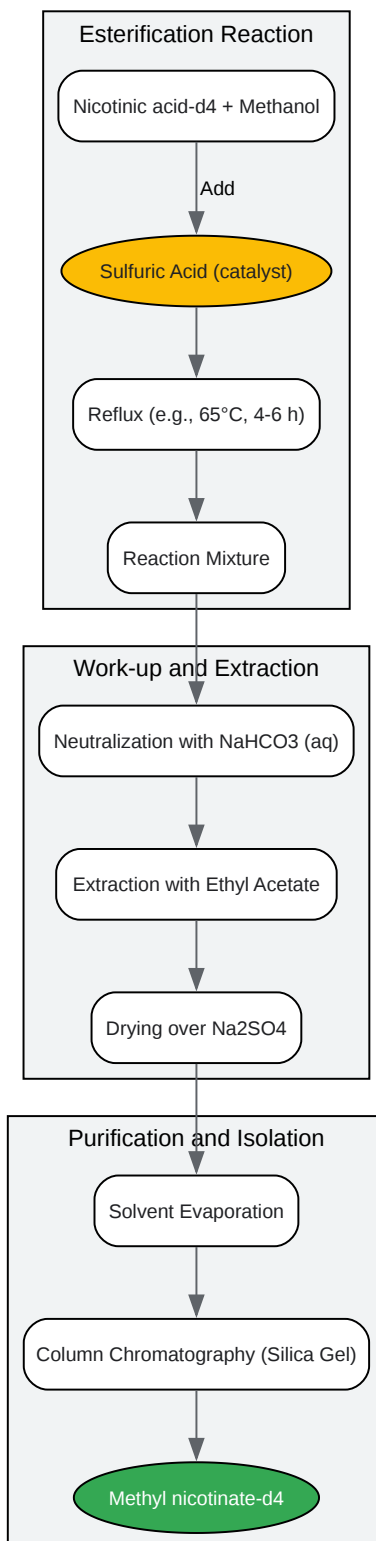 Esterification Reaction
Nicotinic acid-d4 + Methanol
Add
Sulfuric Acid (catalyst)
Reflux (e.g., 65°C, 4-6 h)
Reaction Mixture
Work-up and Extraction
Neutralization with NaHCO3 (aq)
Extraction with Ethyl Acetate
Drying over Na2SO4
Purification and Isolation
Solvent Evaporation
Column Chromatography (Silica Gel)
Methyl nicotinate-d4